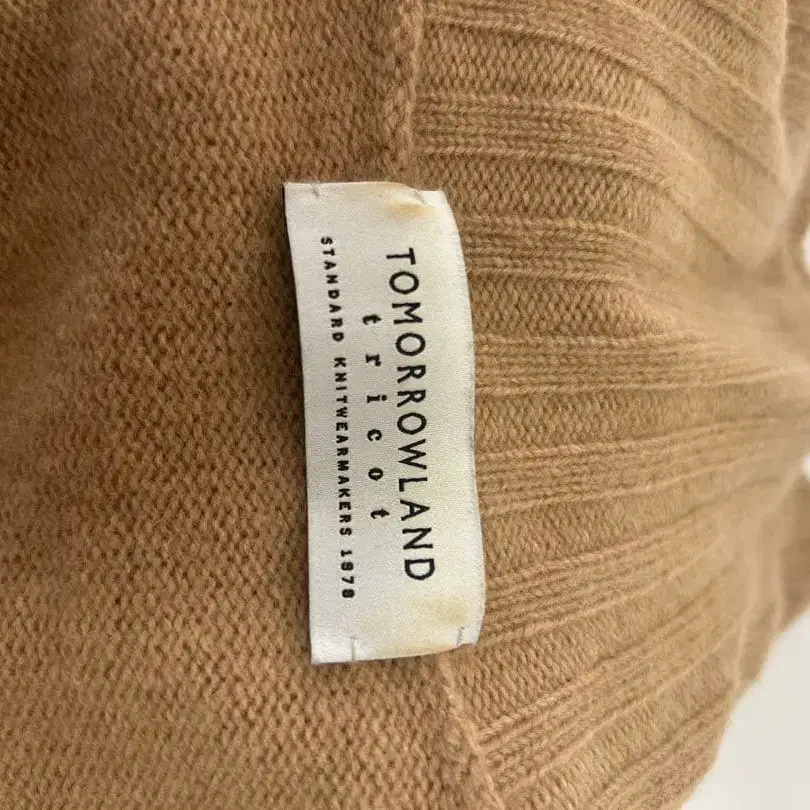 TOMORROWLAND
tricot
STANDARD KNITWEARMAKERS 1978